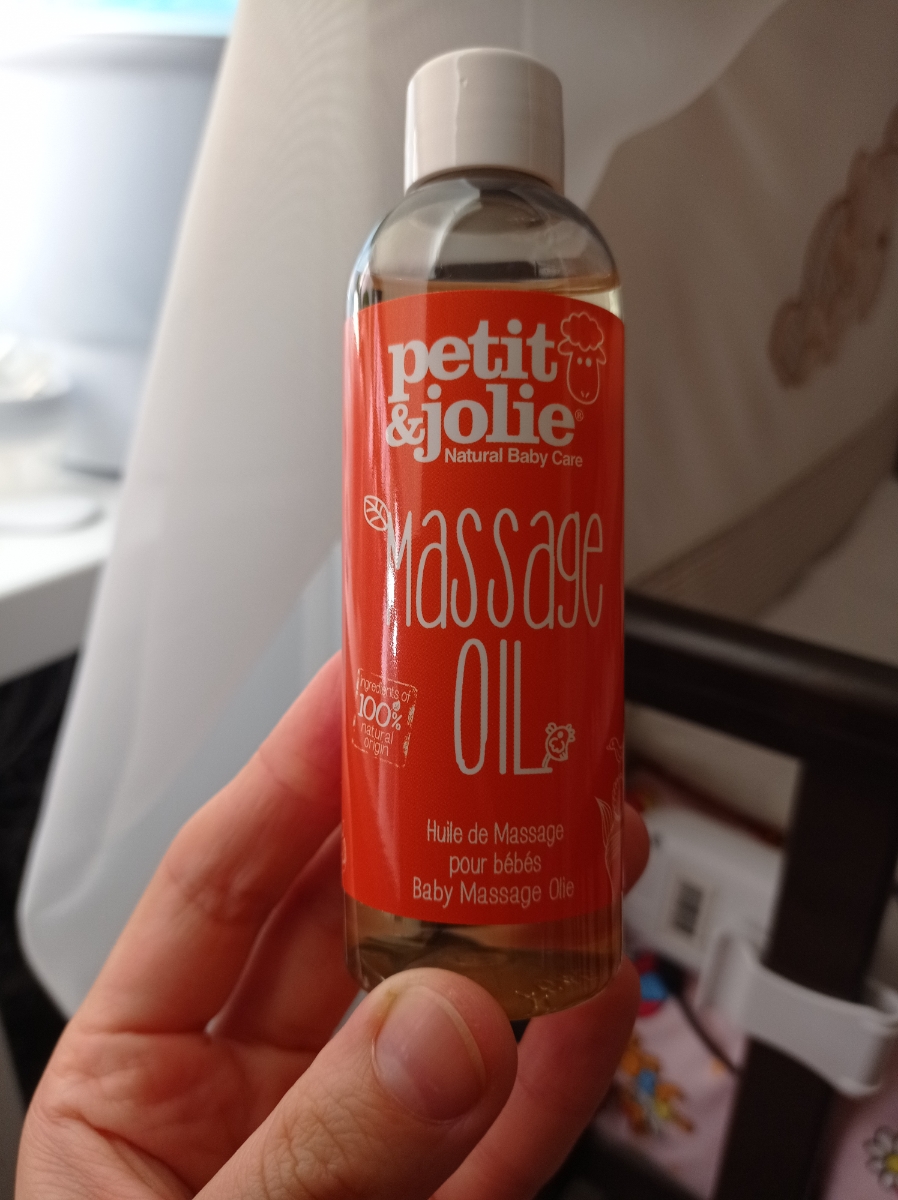 petit
&jolie®
Natural Baby Care
Massage
OIL
ingredients of
100%
natural
origin
Huile de Massage
pour bébés
Baby Massage Olie